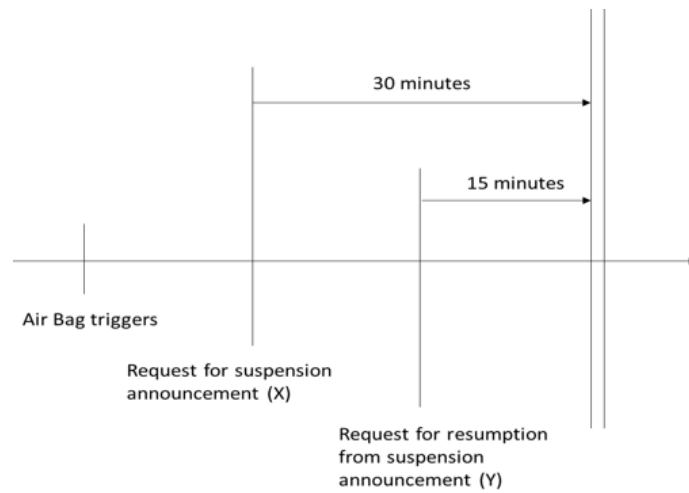 30 minutes
15 minutes
Air Bag triggers
Request for suspension
announcement (X)
Request for resumption
from suspension
announcement (Y)